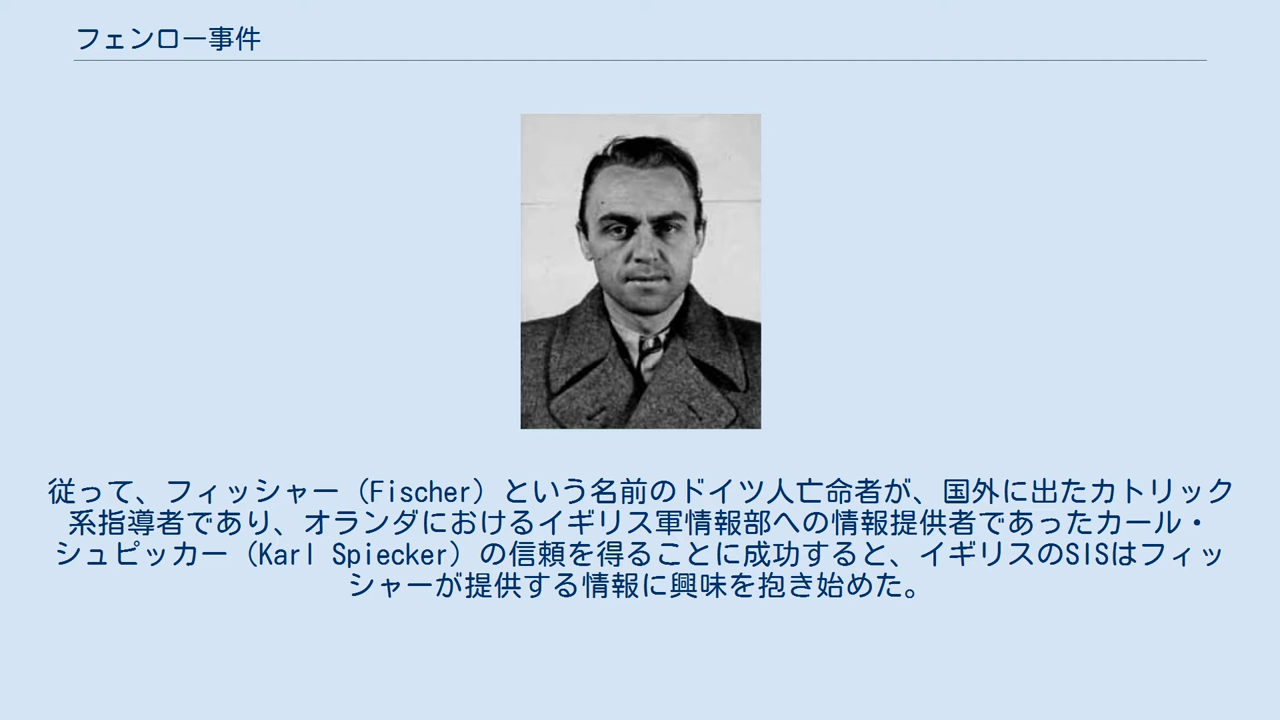 フェンロー事件
従って、フィッシャー（Fischer）という名前のドイツ人亡命者が、国外に出たカトリック
系指導者であり、オランダにおけるイギリス軍情報部への情報提供者であったカール・
シュピッカー（Karl Spiecker）の信頼を得ることに成功すると、イギリスのSISはフィッ
シャーが提供する情報に興味を抱き始めた。